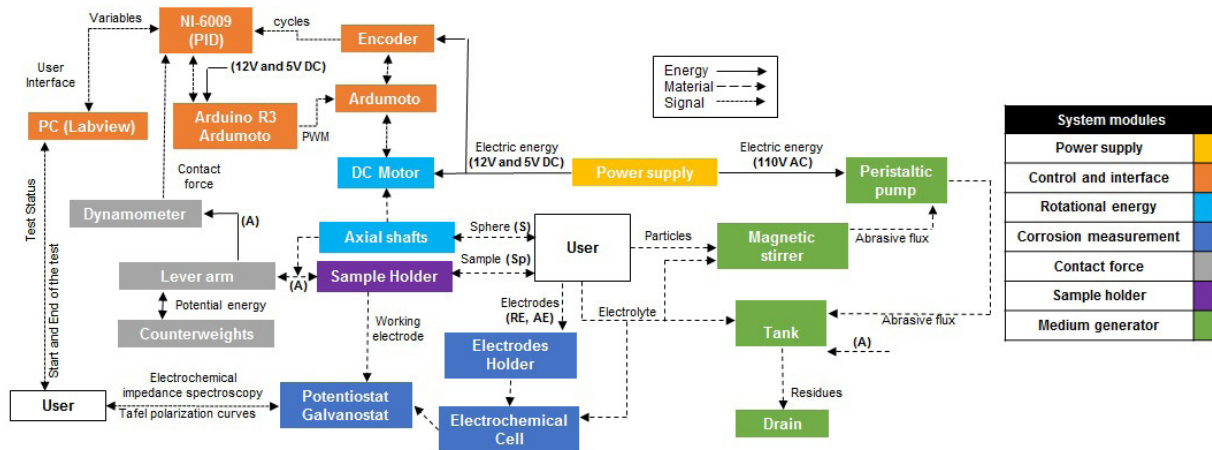 Variables
NI-6009
(PID)
cycles
Encoder
User
Interface
(12V and 5V DC)
Ardumoto
PC (Labview)
Arduino R3
Ardumoto
PWM
Energy
Material
Signal
System modules
Power supply
Control and interface
Rotational energy
Corrosion measurement
Contact force
Sample holder
Medium generator
Electric energy
(12V and 5V DC)
Electric energy
(110V AC)
DC Motor
Power supply
Peristaltic
pump
Contact
force
Test Status
Start and End of the test
Dynamometer
(A)
Axial shafts
Sphere (S)
User
Particles
Magnetic
stirrer
Abrasive flux
Lever arm
(A)
Sample Holder
Sample (Sp)
Potential energy
Counterweights
Working
electrode
Electrodes
(RE, AE)
Electrolyte
Tank
Abrasive flux
(A)
Electrodes
Holder
Residues
User
Electrochemical
impedance spectroscopy
Tafel polarization curves
Potentiostat
Galvanostat
Electrochemical
Cell
Drain